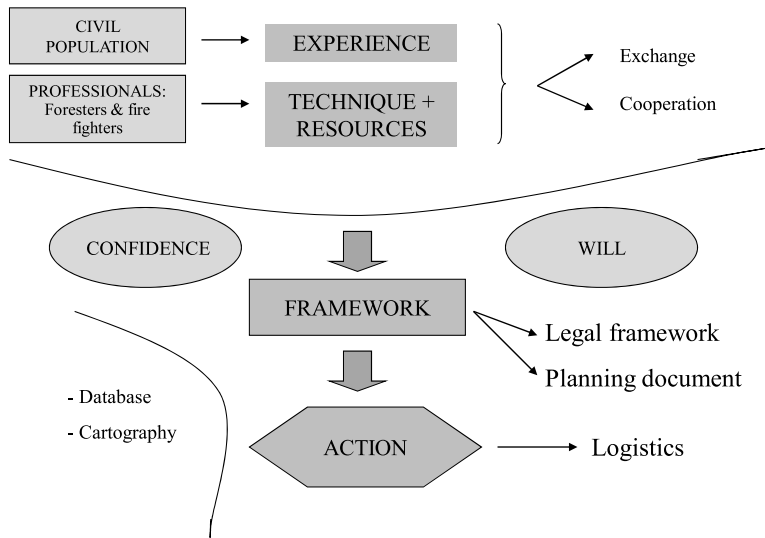 CIVIL
POPULATION
EXPERIENCE
Exchange
PROFESSIONALS:
Foresters & fire
fighters
TECHNIQUE +
RESOURCES
Cooperation
CONFIDENCE
WILL
FRAMEWORK
Legal framework
Planning document
- Database
- Cartography
ACTION
Logistics